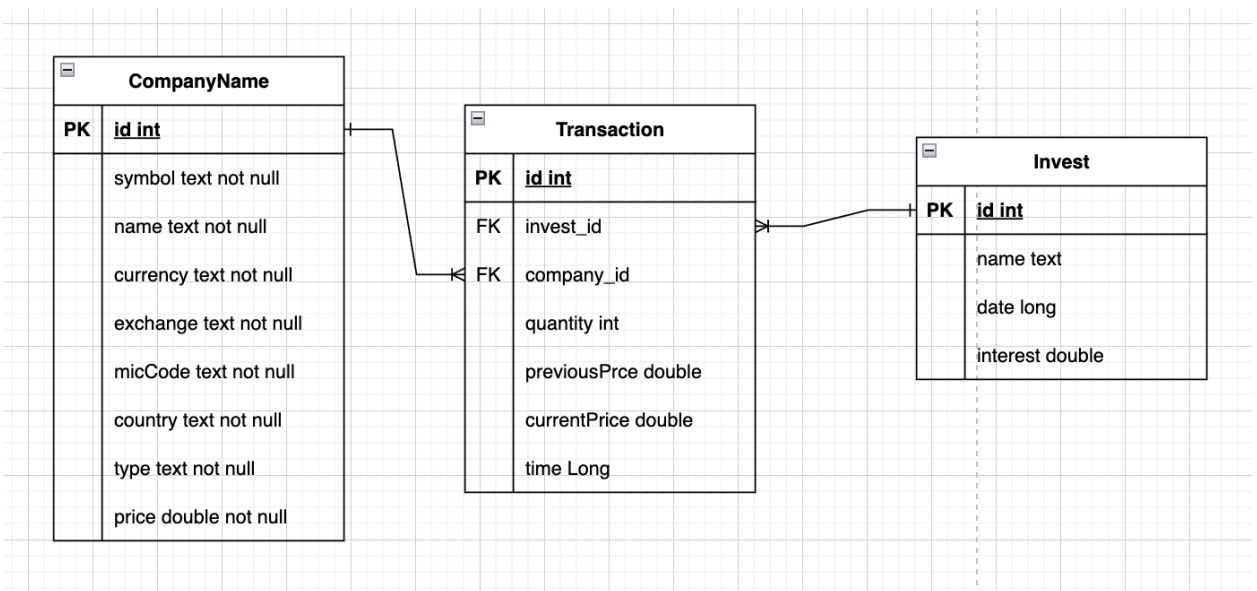 CompanyName
PK id int
symbol text not null
name text not null
currency text not null
exchange text not null
micCode text not null
country text not null
type text not null
price double not null
Transaction
PK id int
FK invest_id
FK company_id
quantity int
previousPrce double
currentPrice double
time Long
Invest
PK id int
name text
date long
interest double